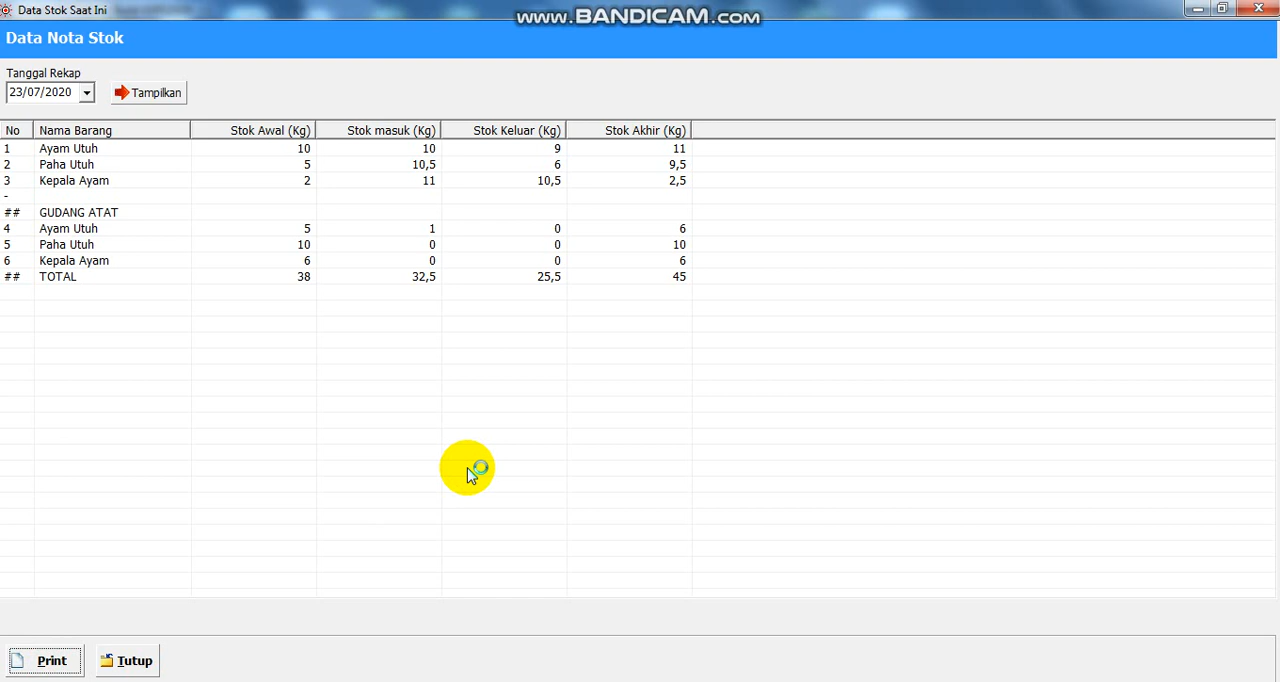 Data Stok Saat Ini
www.BANDICAM.com
Data Nota Stok
Tanggal Rekap
23/07/2020 Tampilkan
No Nama Barang Stok Awal (Kg) Stok masuk (Kg) Stok Keluar (Kg) Stok Akhir (Kg)
1 Ayam Utuh 10 10 9 11
2 Paha Utuh 5 10,5 6 9,5
3 Kepala Ayam 2 11 10,5 2,5
-
## GUDANG ATAT
4 Ayam Utuh 5 1 0 6
5 Paha Utuh 10 0 0 10
6 Kepala Ayam 6 0 0 6
## TOTAL 38 32,5 25,5 45
Print Tutup